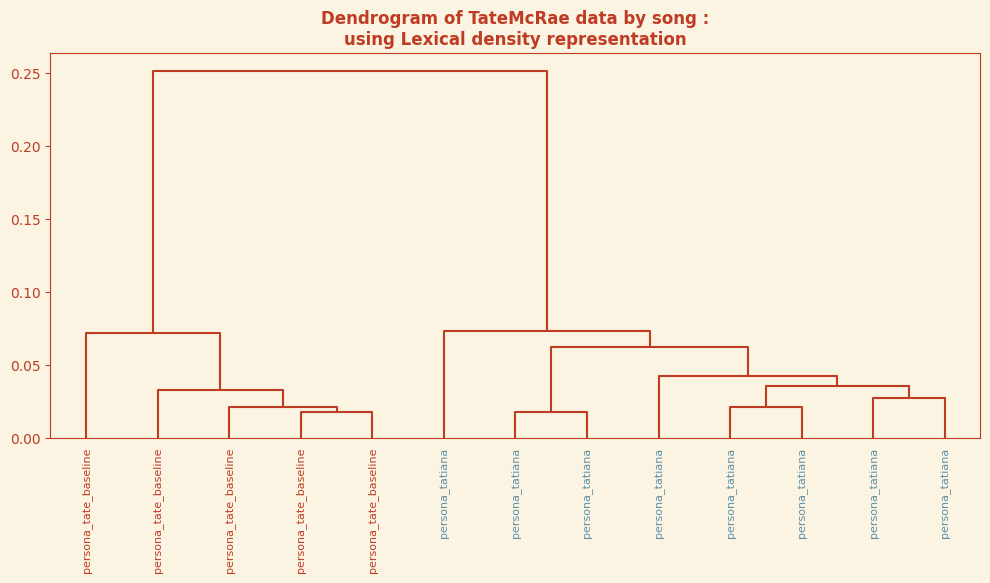 Dendrogram of TateMcRae data by song :
using Lexical density representation
0.25
0.20
0.15
0.10
0.05
0.00
persona_tate_baseline
persona_tate_baseline
persona_tate_baseline
persona_tate_baseline
persona_tate_baseline
persona_tatiana
persona_tatiana
persona_tatiana
persona_tatiana
persona_tatiana
persona_tatiana
persona_tatiana
persona_tatiana